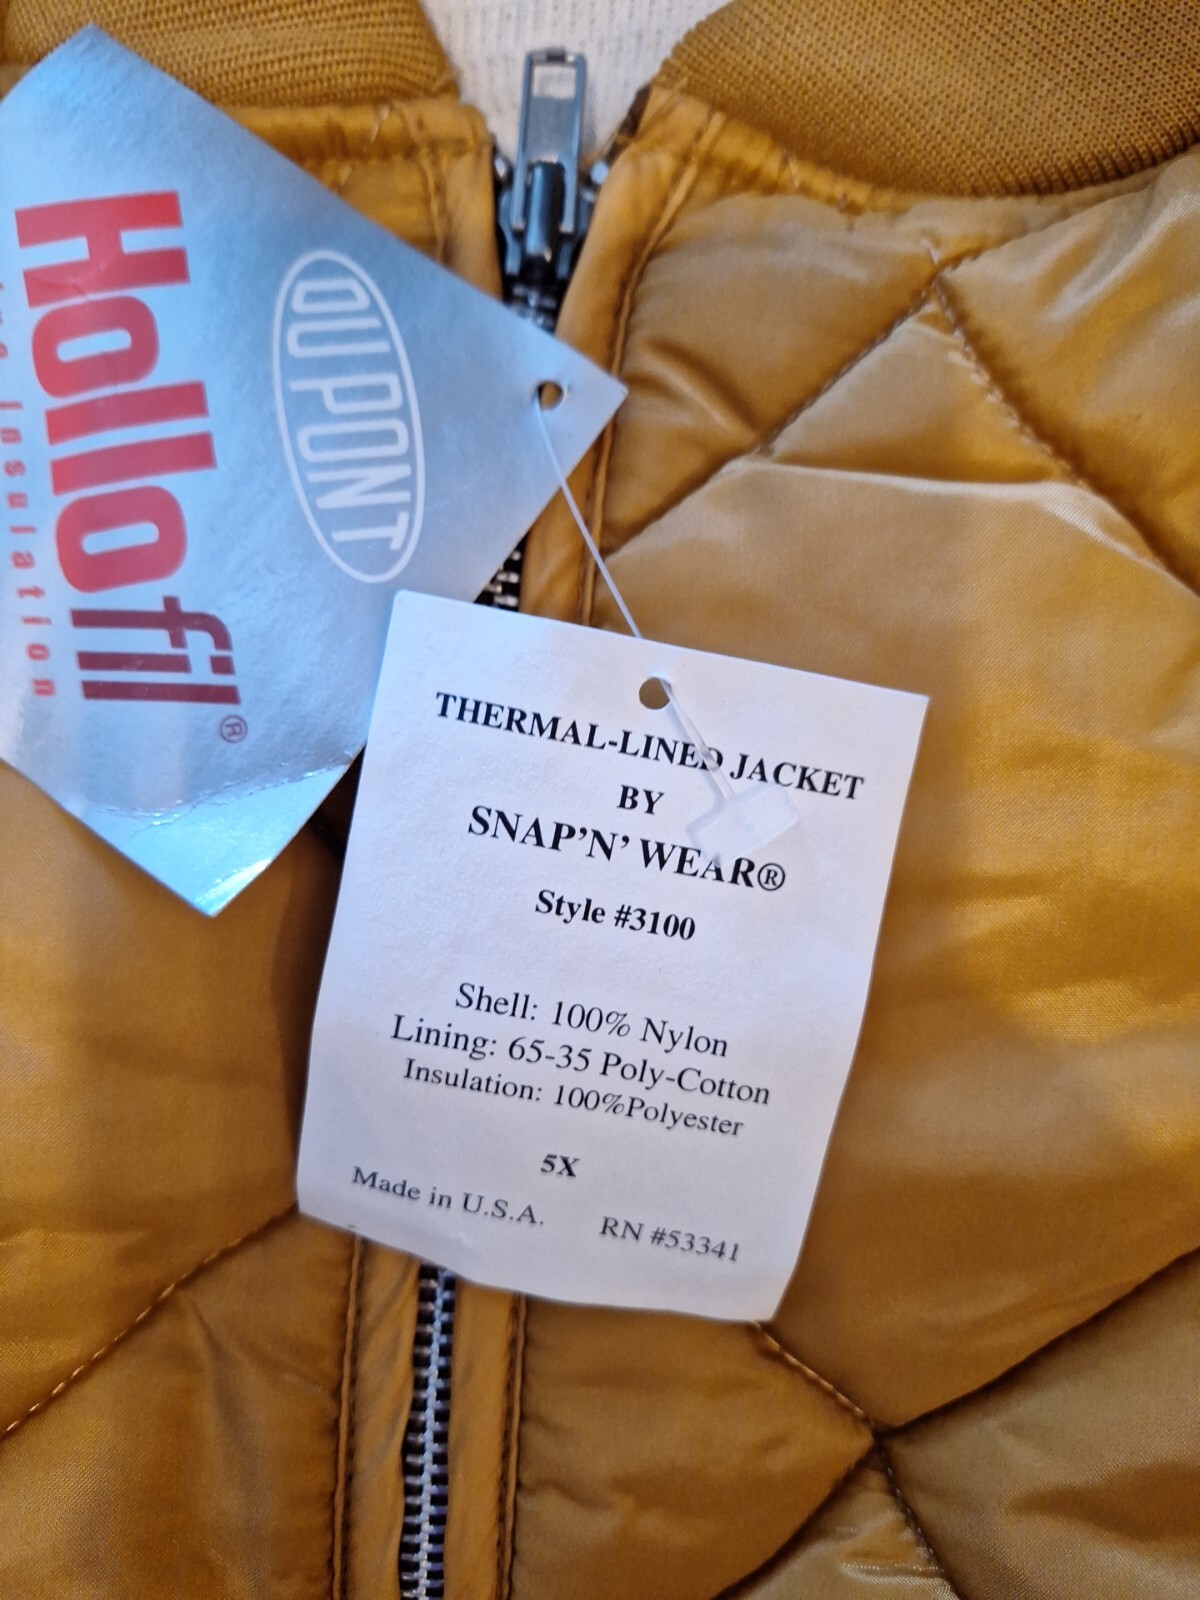 DU PONT
Hollofil®
Insulation
THERMAL-LINED JACKET
BY
SNAP'N' WEAR®
Style #3100
Shell: 100% Nylon
Lining: 65-35 Poly-Cotton
Insulation: 100%Polyester
5X
Made in U.S.A. RN #53341